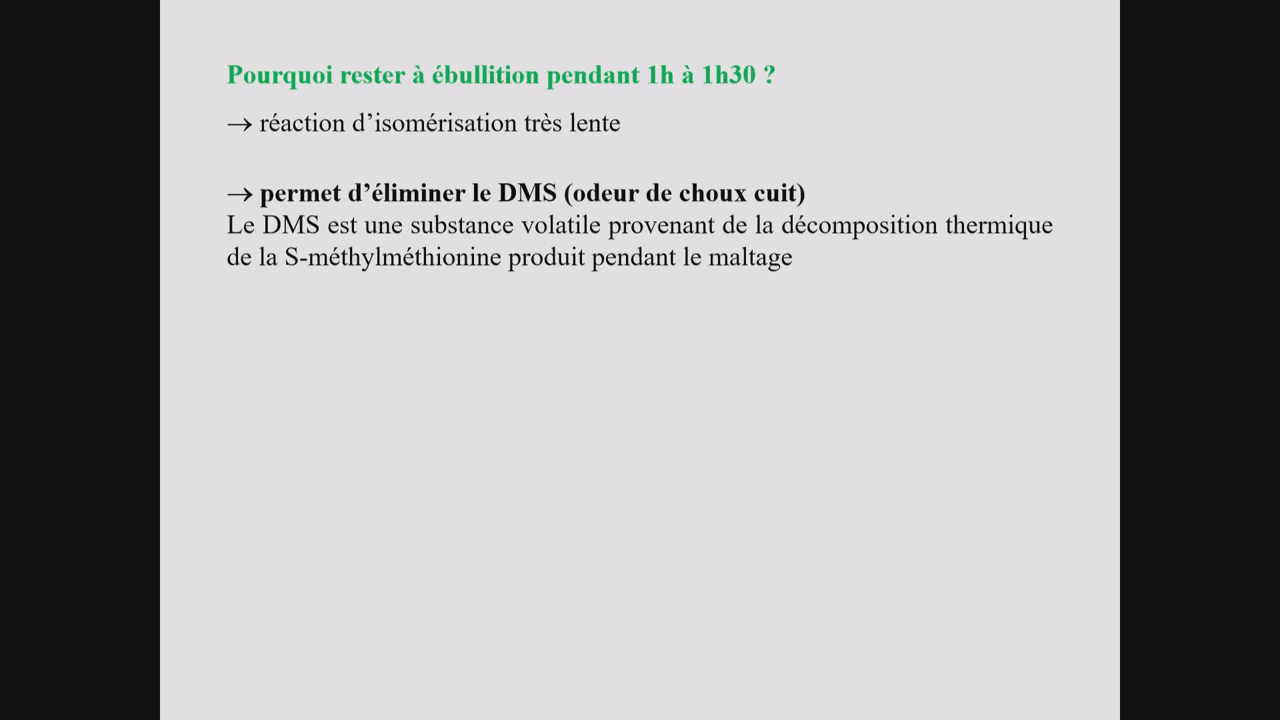 Pourquoi rester à ébullition pendant 1h à 1h30 ?
→ réaction d’isomérisation très lente
→ permet d’éliminer le DMS (odeur de choux cuit)
Le DMS est une substance volatile provenant de la décomposition thermique
de la S-méthylméthionine produit pendant le maltage